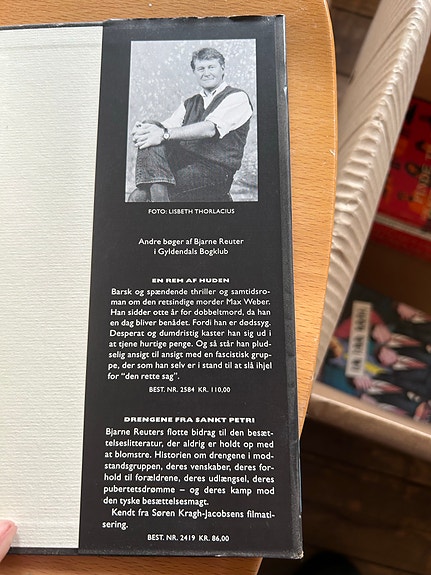 FOTO: LISBETH THORLACIUS
Andre bøger af Bjarne Reuter
i Gyldendals Bogklub
EN REM AF HUDEN
Barsk og spændende thriller og samtidsro-
man om den retsindige morder Max Weber.
Han sidder otte år for dobbeltmord, da han
en dag bliver benådet. Fordi han er dødssyg.
Desperat og dumdristig kaster han sig ud i
at tjene hurtige penge. Og så står han plud-
selig ansigt til ansigt med en fascistisk grup-
pe, der som han selv er i stand til at slå ihjel
for "den rette sag".
BEST. NR. 2584 KR. 110,00
DRENGENE FRA SANKT PETRI
Bjarne Reuters flotte bidrag til den besæt-
telseslitteratur, der aldrig er holdt op med
at blomstre. Historien om drengene i mod-
standsgruppen, deres venskaber, deres for-
hold til forældrene, deres udlængsel, deres
pubertetsdrømme – og deres kamp mod
den tyske besættelsesmagt.
Kendt fra Søren Kragh-Jacobsens filmati-
sering.
BEST. NR. 2419 KR. 86,00